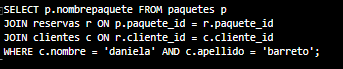 SELECT p.nombrepaquete FROM paquetes p
JOIN reservas r ON p.paquete_id = r.paquete_id
JOIN clientes c ON r.cliente_id = c.cliente_id
WHERE c.nombre = 'daniela' AND c.apellido = 'barreto';